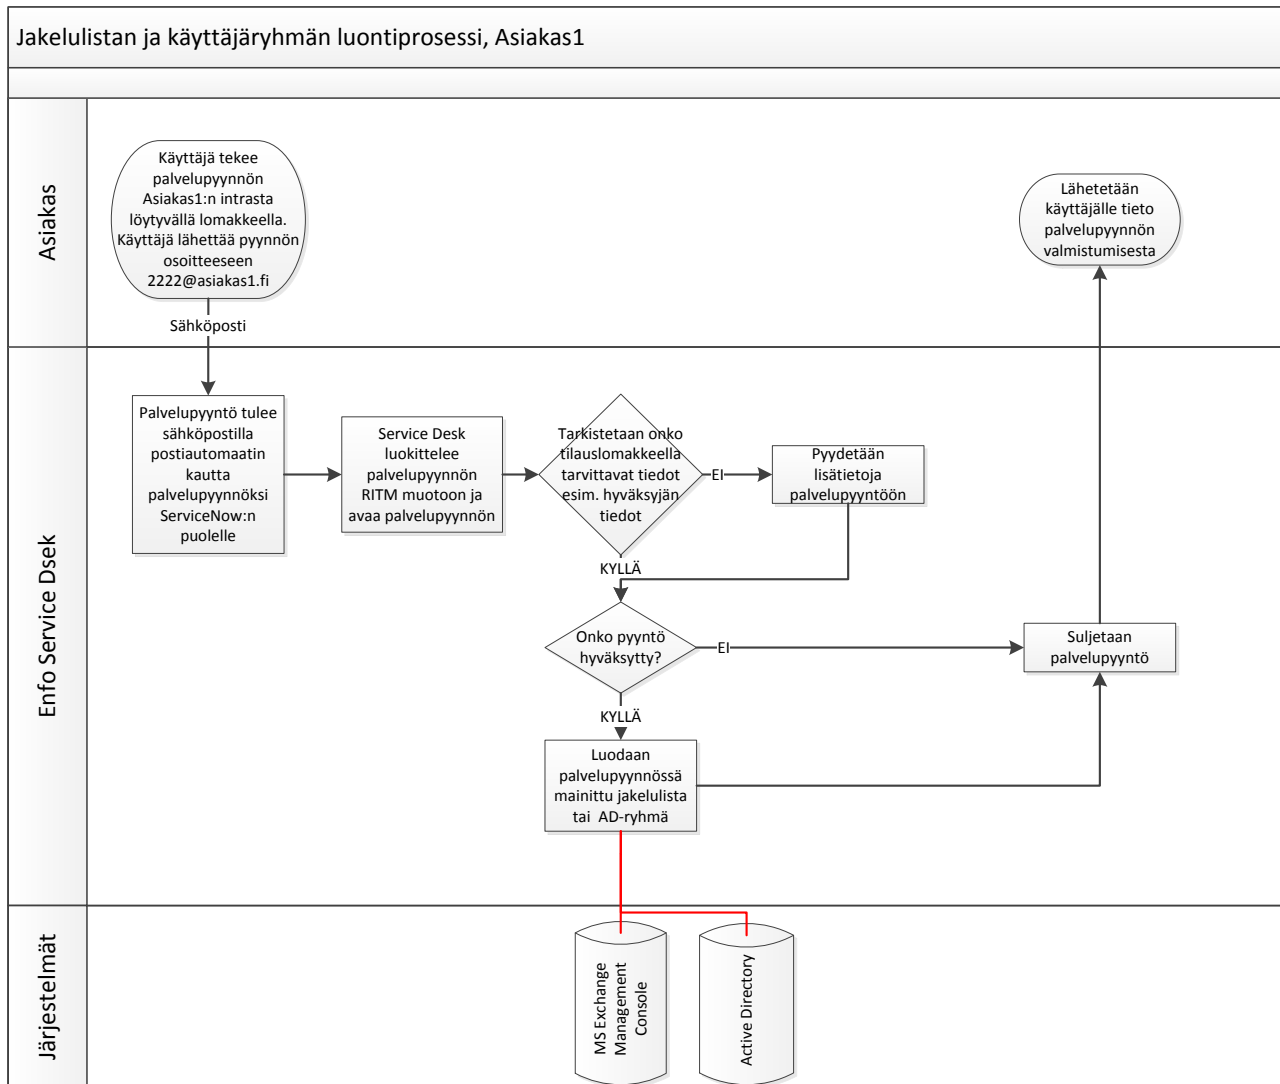 Jakelulistan ja käyttäjäryhmän luontiprosessi, Asiakas1
Asiakas
Käyttäjä tekee
palvelupyynnön
Asiakas1:n intrasta
löytyvällä lomakkeella.
Käyttäjä lähettää pyynnön
osoitteeseen
2222@asiakas1.fi
Sähköposti
Lähetetään
käyttäjälle tieto
palvelupyynnön
valmistumisesta
Enfo Service Dsek
Palvelupyyntö tulee
sähköpostilla
postiautomaatin
kautta
palvelupyynnöksi
ServiceNow:n
puolelle
Service Desk
luokittelee
palvelupyynnön
RITM muotoon ja
avaa palvelupyynnön
Tarkistetaan onko
tilauslomakkeella
tarvittavat tiedot
esim. hyväksyjän
tiedot
EI
Pyydetään
lisätietoja
palvelupyyntöön
KYLLÄ
Onko pyyntö
hyväksytty?
EI
Suljetaan
palvelupyyntö
KYLLÄ
Luodaan
palvelupyynnössä
mainittu jakelulista
tai AD-ryhmä
Järjestelmät
MS Exchange
Management
Console
Active Directory